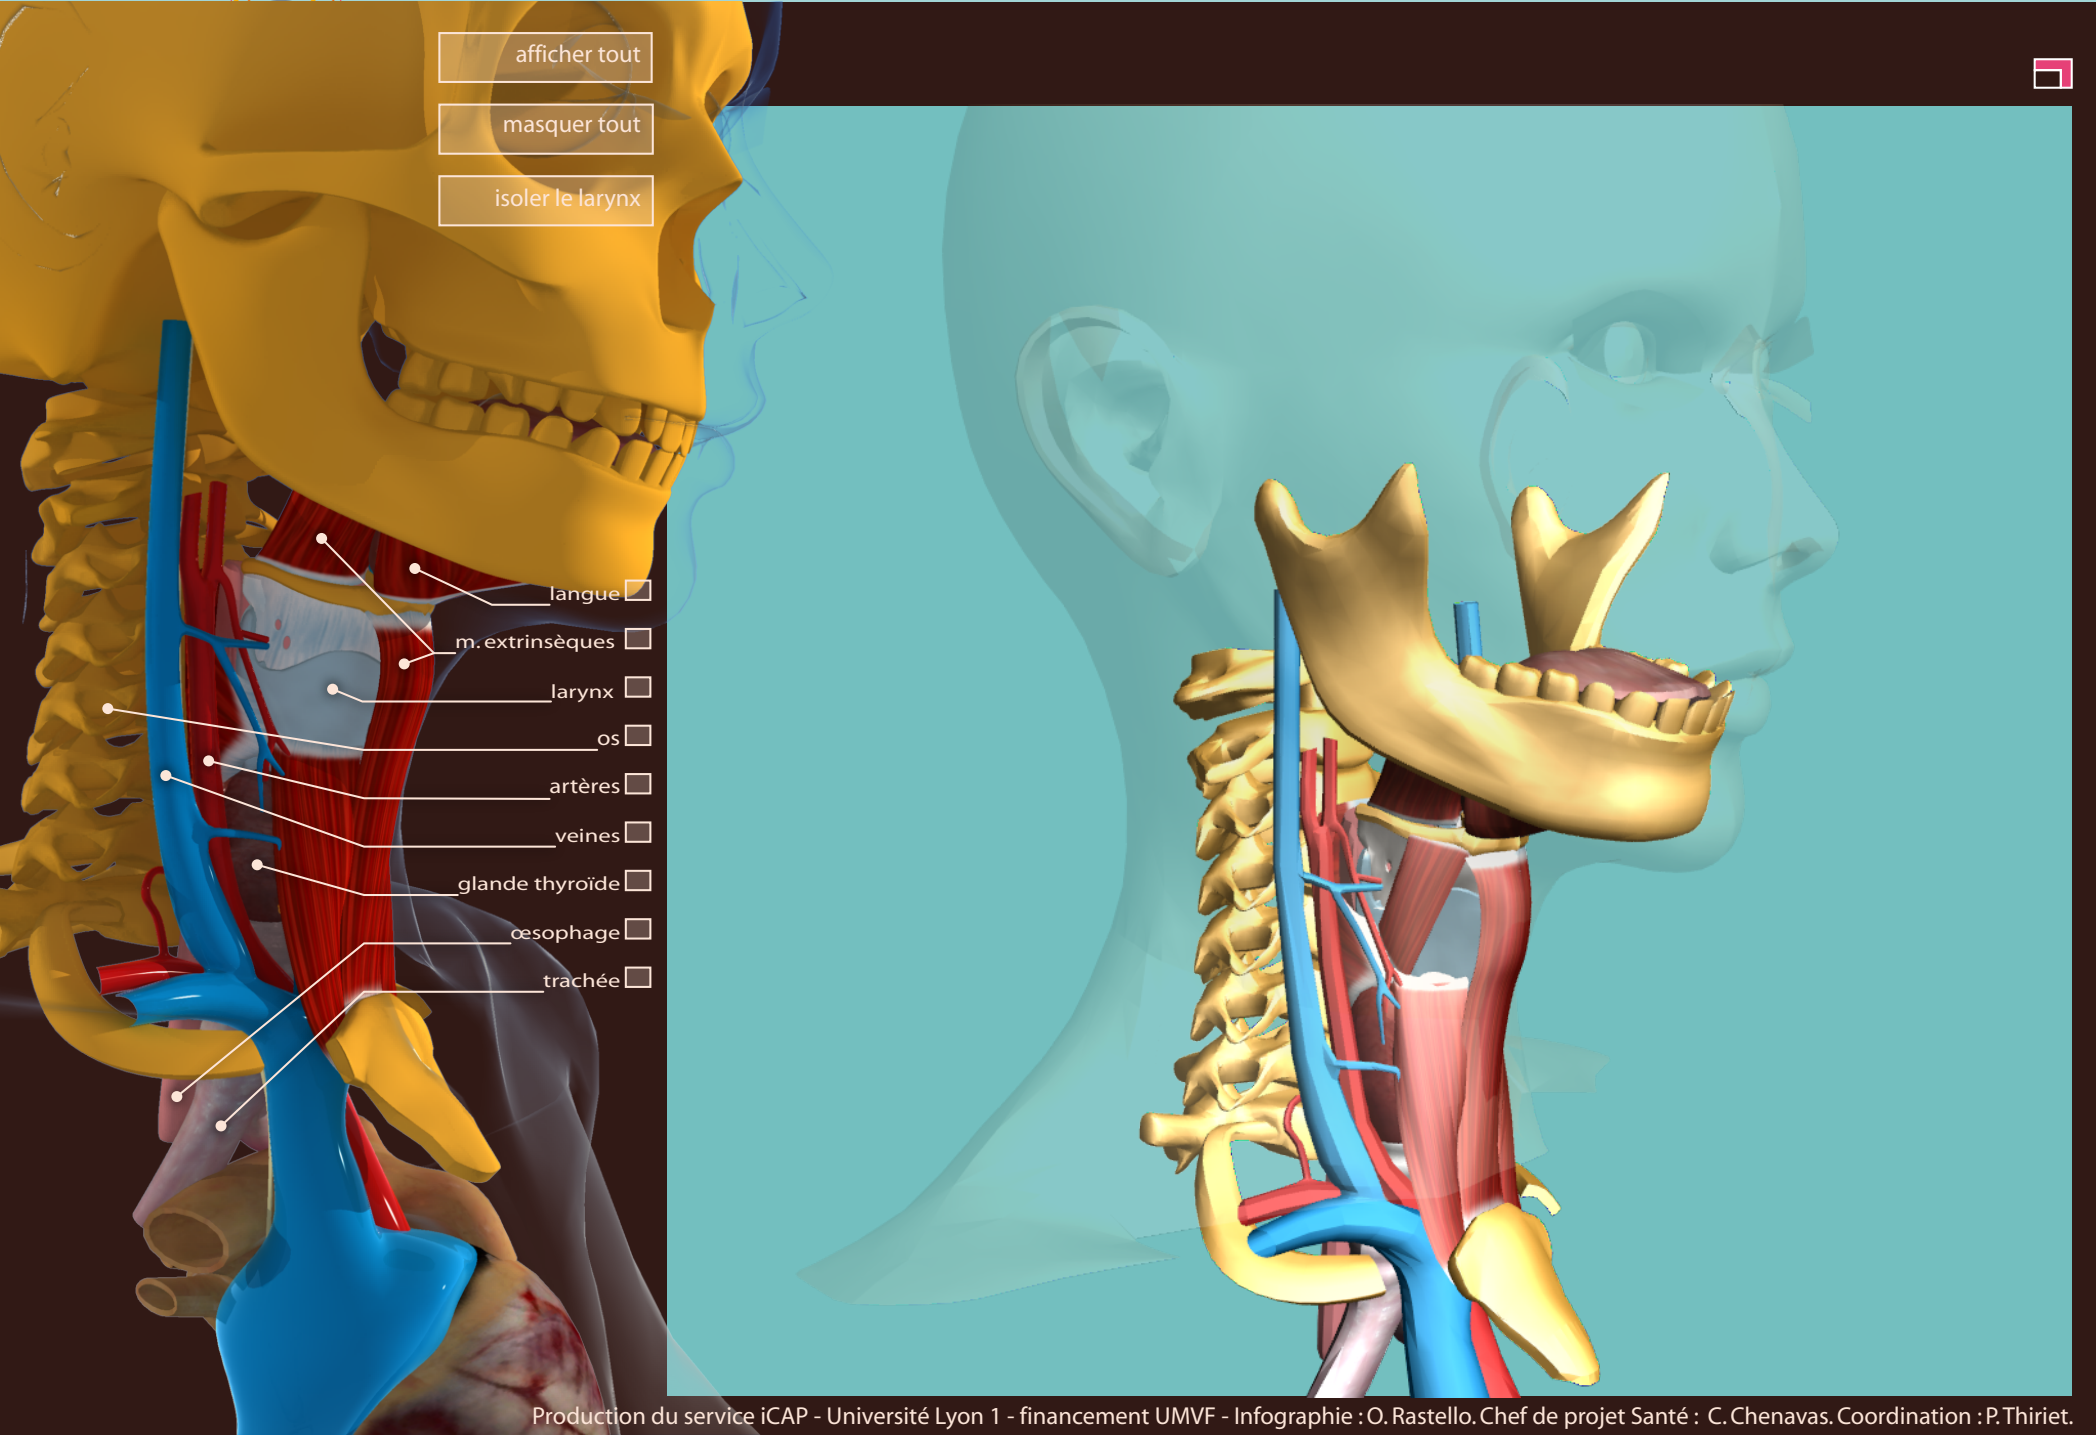 afficher tout
masquer tout
isoler le larynx
langue
m. extrinsèques
larynx
os
artères
veines
glande thyroïde
œsophage
trachée
Production du service iCAP - Université Lyon 1 - financement UMVF - Infographie : O. Rastello. Chef de projet Santé : C. Chenavas. Coordination : P. Thiriet.